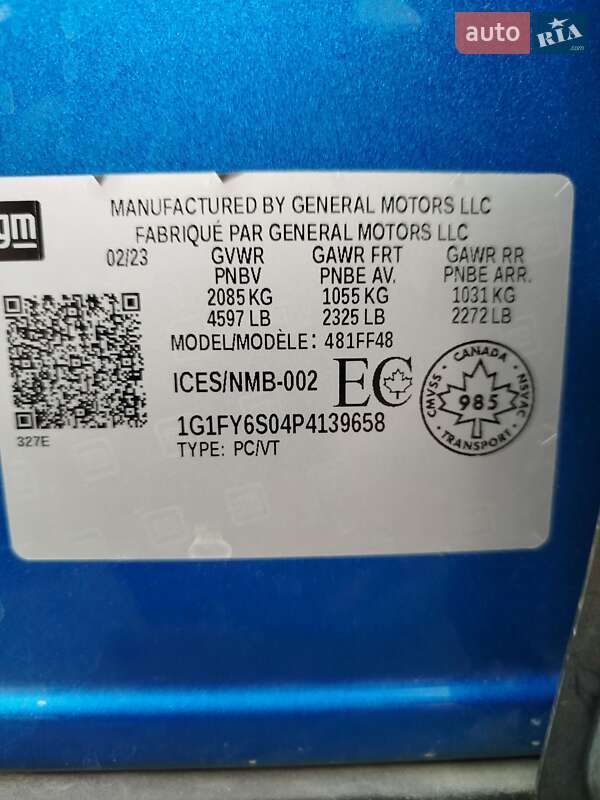 auto RIA.com
gm MANUFACTURED BY GENERAL MOTORS LLC
FABRIQUÉ PAR GENERAL MOTORS LLC
02/23 GVWR GAWR FRT GAWR RR
PNBV PNBE AV. PNBE ARR.
2085 KG 1055 KG 1031 KG
4597 LB 2325 LB 2272 LB
MODEL/MODÈLE: 481FF48
ICES/NMB-002 EC
1G1FY6S04P4139658
TYPE: PC/VT
327E
CANADA
CMVSS 985 NSVAC
TRANSPORT